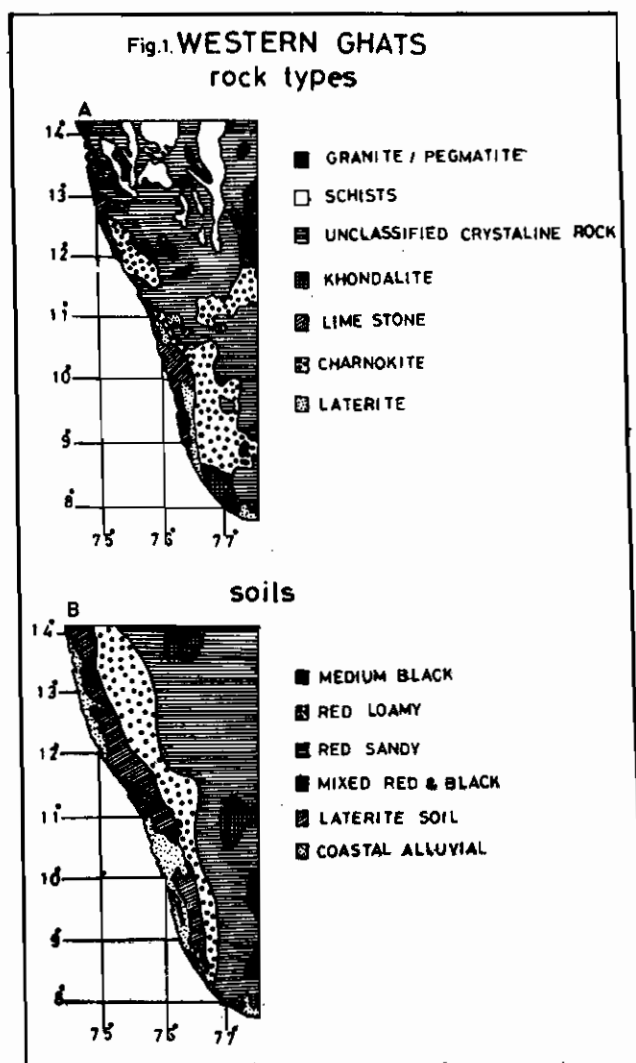 Fig.1. WESTERN GHATS
rock types
A
14°
13°
12°
11°
10°
9°
8°
75° 76° 77°
GRANITE / PEGMATITE
SCHISTS
UNCLASSIFIED CRYSTALINE ROCK
KHONDALITE
LIME STONE
CHARNOKITE
LATERITE
soils
B
14°
13°
12°
11°
10°
9°
8°
75° 76° 77°
MEDIUM BLACK
RED LOAMY
RED SANDY
MIXED RED & BLACK
LATERITE SOIL
COASTAL ALLUVIAL